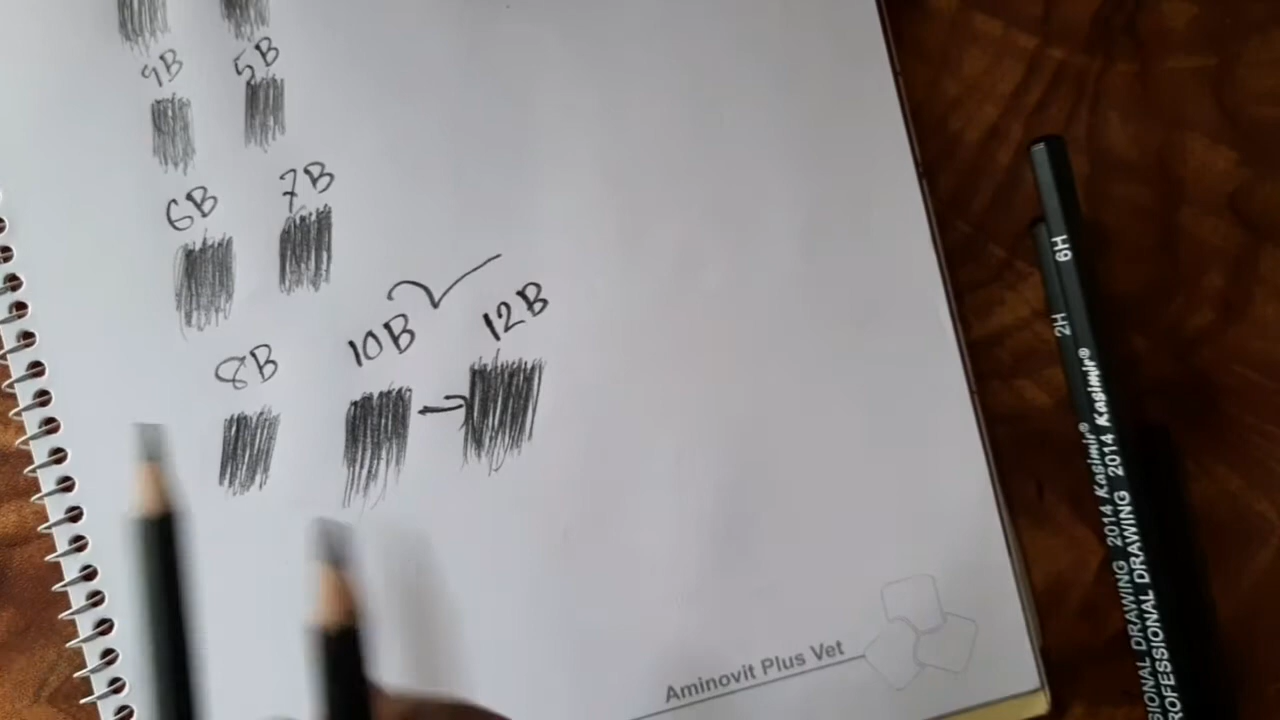 4B 5B
6B 7B
8B 10B 12B
Aminovit Plus Vet
6H
2H
SIONAL DRAWING 2014 Kasimir®
ROFESSIONAL DRAWING 2014 Kasimir®